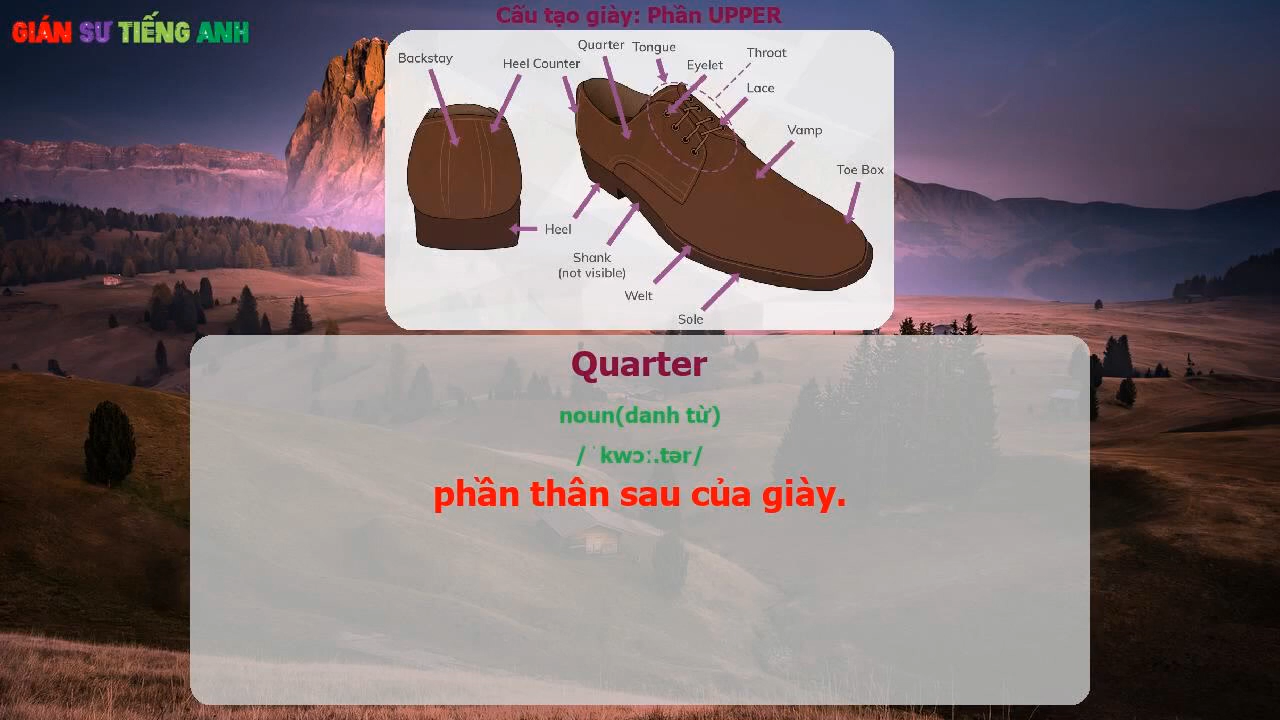 Cấu tạo giày: Phần UPPER
GIÁN SƯ TIẾNG ANH
Quarter
Tongue
Throat
Backstay
Heel Counter
Eyelet
Lace
Vamp
Toe Box
Heel
Shank
(not visible)
Welt
Sole
Quarter
noun(danh từ)
/ˈkwɔː.tər/
phần thân sau của giày.